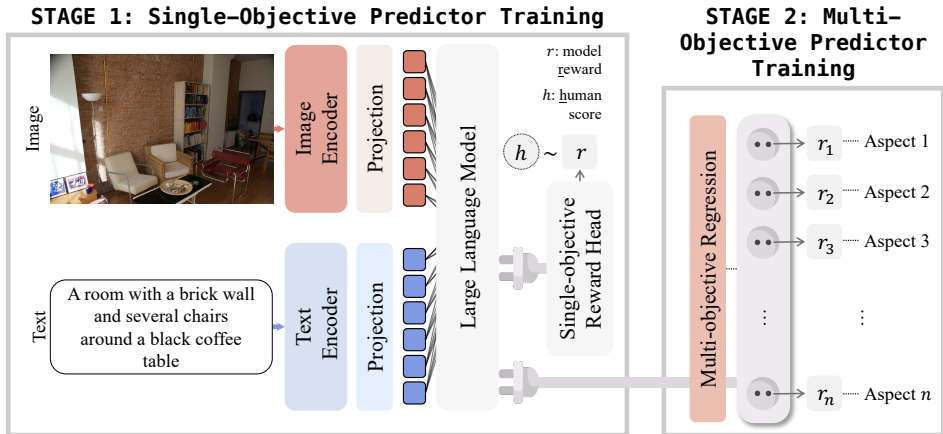 STAGE 1: Single-Objective Predictor Training
Image
Image Encoder
Projection
Large Language Model
r: model
reward
h: human
score
h ~ r
Single-objective
Reward Head
Text
A room with a brick wall
and several chairs
around a black coffee
table
Text Encoder
Projection
STAGE 2: Multi-
Objective Predictor
Training
Multi-objective Regression
r₁ Aspect 1
r₂ Aspect 2
r₃ Aspect 3
... ...
rₙ Aspect n